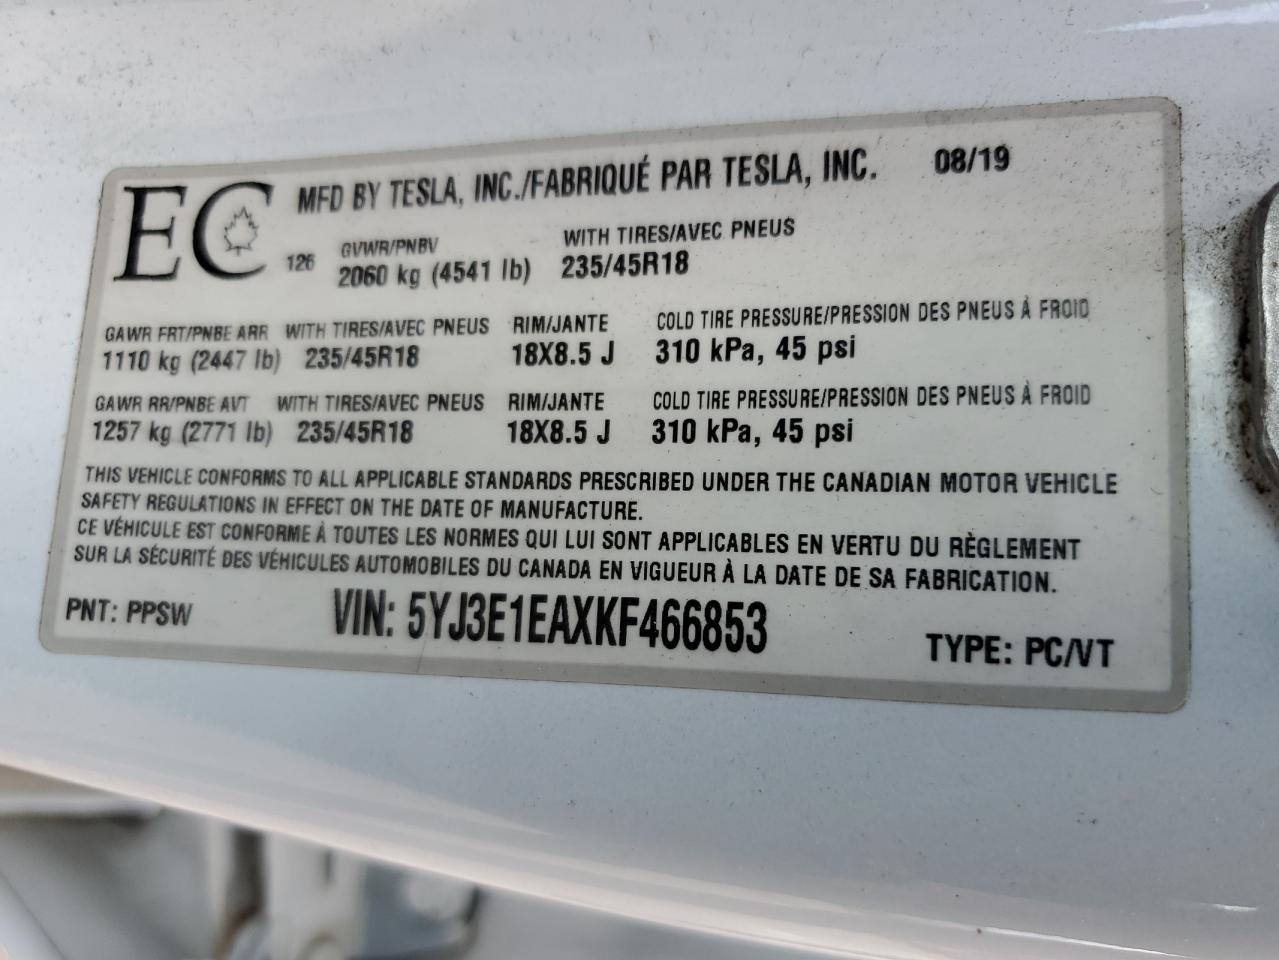 EC MFD BY TESLA, INC./FABRIQUÉ PAR TESLA, INC. 08/19
126 GVWR/PNBV WITH TIRES/AVEC PNEUS
2060 kg (4541 lb) 235/45R18
GAWR FRT/PNBE ARR WITH TIRES/AVEC PNEUS RIM/JANTE COLD TIRE PRESSURE/PRESSION DES PNEUS À FROID
1110 kg (2447 lb) 235/45R18 18X8.5 J 310 kPa, 45 psi
GAWR RR/PNBE AVT WITH TIRES/AVEC PNEUS RIM/JANTE COLD TIRE PRESSURE/PRESSION DES PNEUS À FROID
1257 kg (2771 lb) 235/45R18 18X8.5 J 310 kPa, 45 psi
THIS VEHICLE CONFORMS TO ALL APPLICABLE STANDARDS PRESCRIBED UNDER THE CANADIAN MOTOR VEHICLE
SAFETY REGULATIONS IN EFFECT ON THE DATE OF MANUFACTURE.
CE VÉHICULE EST CONFORME À TOUTES LES NORMES QUI LUI SONT APPLICABLES EN VERTU DU RÈGLEMENT
SUR LA SÉCURITÉ DES VÉHICULES AUTOMOBILES DU CANADA EN VIGUEUR À LA DATE DE SA FABRICATION.
PNT: PPSW VIN: 5YJ3E1EAXKF466853 TYPE: PC/VT